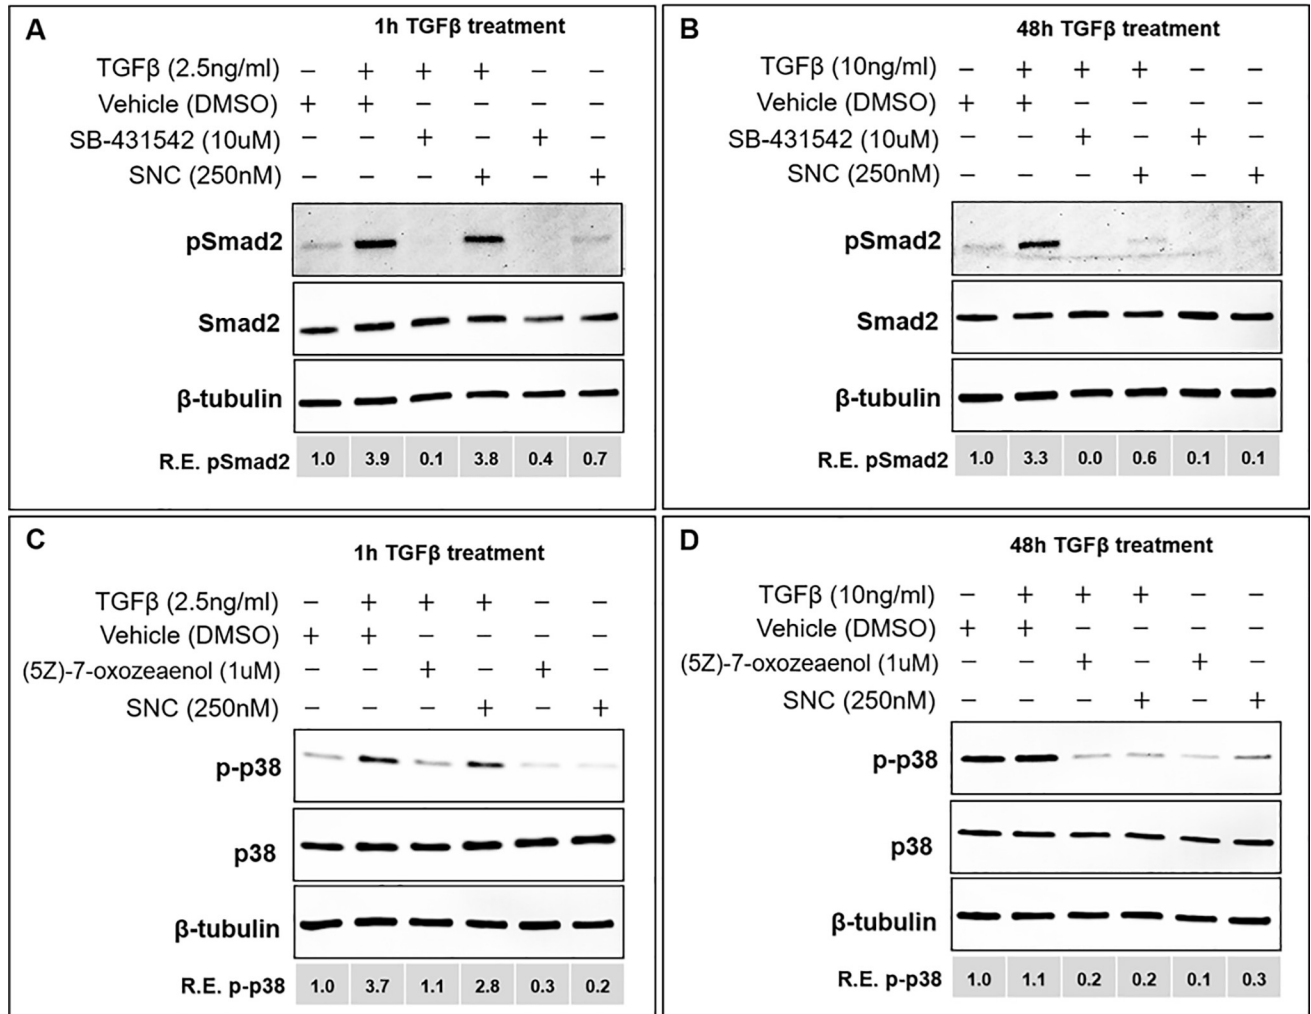 A
1h TGFβ treatment
TGFβ (2.5ng/ml) – + + + – –
Vehicle (DMSO) + + – – – –
SB-431542 (10uM) – – + – + –
SNC (250nM) – – – + – +
pSmad2
Smad2
β-tubulin
R.E. pSmad2 1.0 3.9 0.1 3.8 0.4 0.7
B
48h TGFβ treatment
TGFβ (10ng/ml) – + + + – –
Vehicle (DMSO) + + – – – –
SB-431542 (10uM) – – + – + –
SNC (250nM) – – – + – +
pSmad2
Smad2
β-tubulin
R.E. pSmad2 1.0 3.3 0.0 0.6 0.1 0.1
C
1h TGFβ treatment
TGFβ (2.5ng/ml) – + + + – –
Vehicle (DMSO) + + – – – –
(5Z)-7-oxozeaenol (1uM) – – + – + –
SNC (250nM) – – – + – +
p-p38
p38
β-tubulin
R.E. p-p38 1.0 3.7 1.1 2.8 0.3 0.2
D
48h TGFβ treatment
TGFβ (10ng/ml) – + + + – –
Vehicle (DMSO) + + – – – –
(5Z)-7-oxozeaenol (1uM) – – + – + –
SNC (250nM) – – – + – +
p-p38
p38
β-tubulin
R.E. p-p38 1.0 1.1 0.2 0.2 0.1 0.3